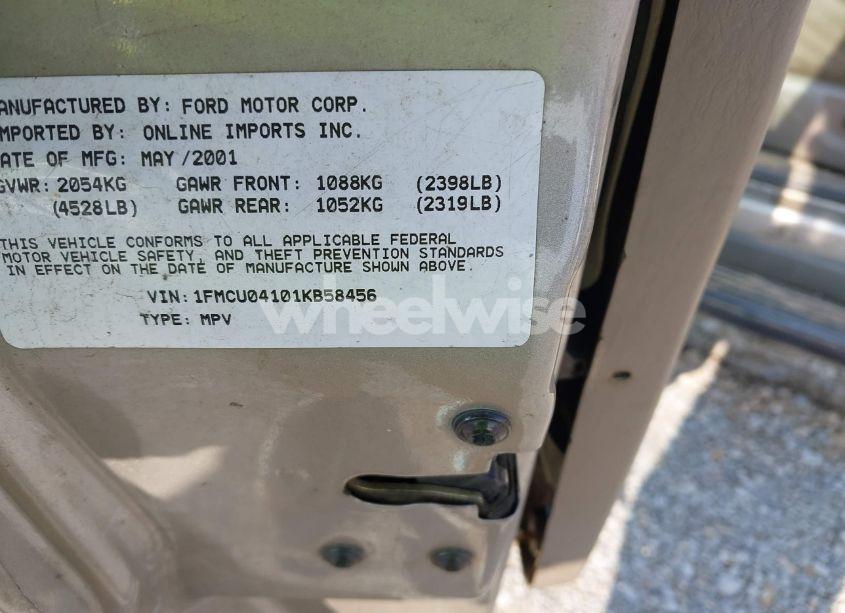 ANUFACTURED BY: FORD MOTOR CORP.
MPORTED BY: ONLINE IMPORTS INC.
ATE OF MFG: MAY/2001
GVWR: 2054KG GAWR FRONT: 1088KG (2398LB)
(4528LB) GAWR REAR: 1052KG (2319LB)
THIS VEHICLE CONFORMS TO ALL APPLICABLE FEDERAL
MOTOR VEHICLE SAFETY, AND THEFT PREVENTION STANDARDS
IN EFFECT ON THE DATE OF MANUFACTURE SHOWN ABOVE.
VIN: 1FMCU04101KB58456
TYPE: MPV
wheelwise